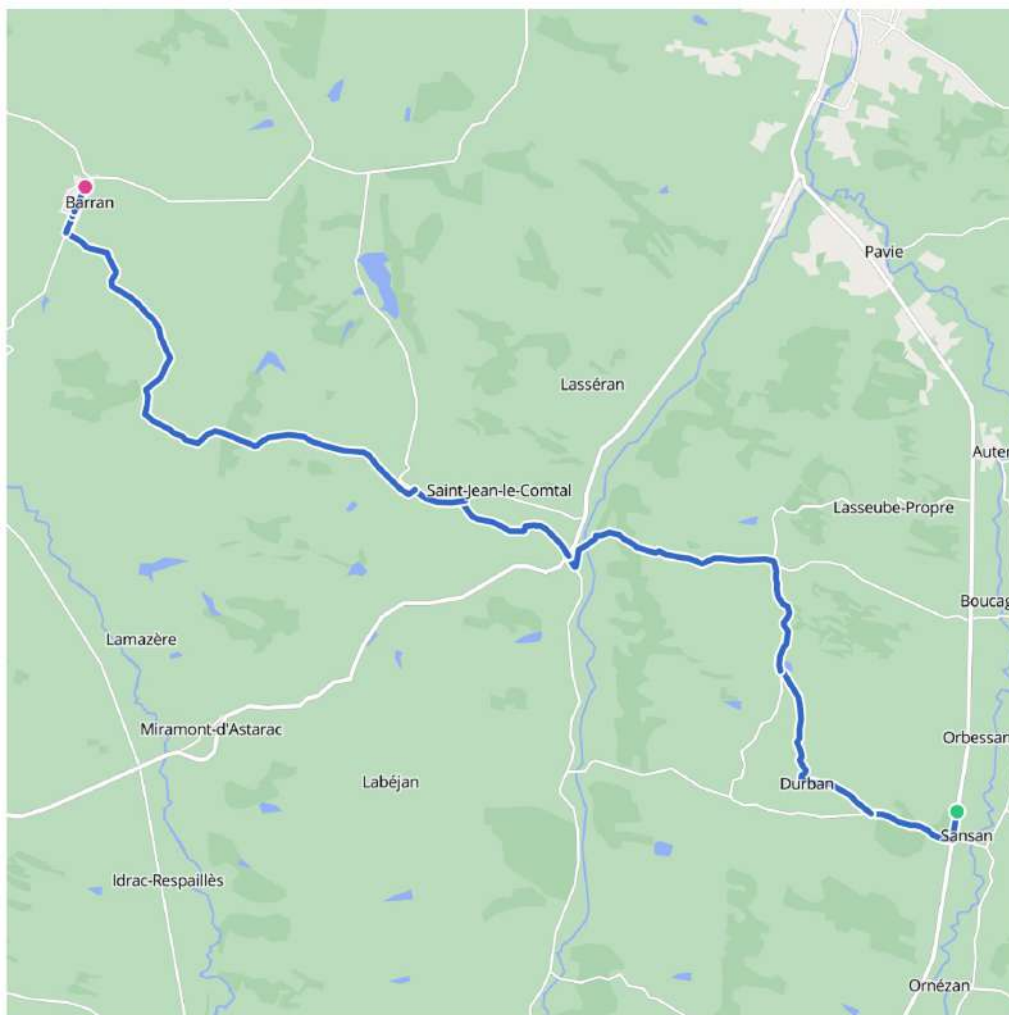 Barran
Pavie
Lasséran
Auter
Saint-Jean-le-Comtal
Lasseube-Propre
Boucag
Lamazère
Miramont-d'Astarac
Orbessan
Labéjan
Durban
Sansan
Idrac-Respaillès
Ornézan